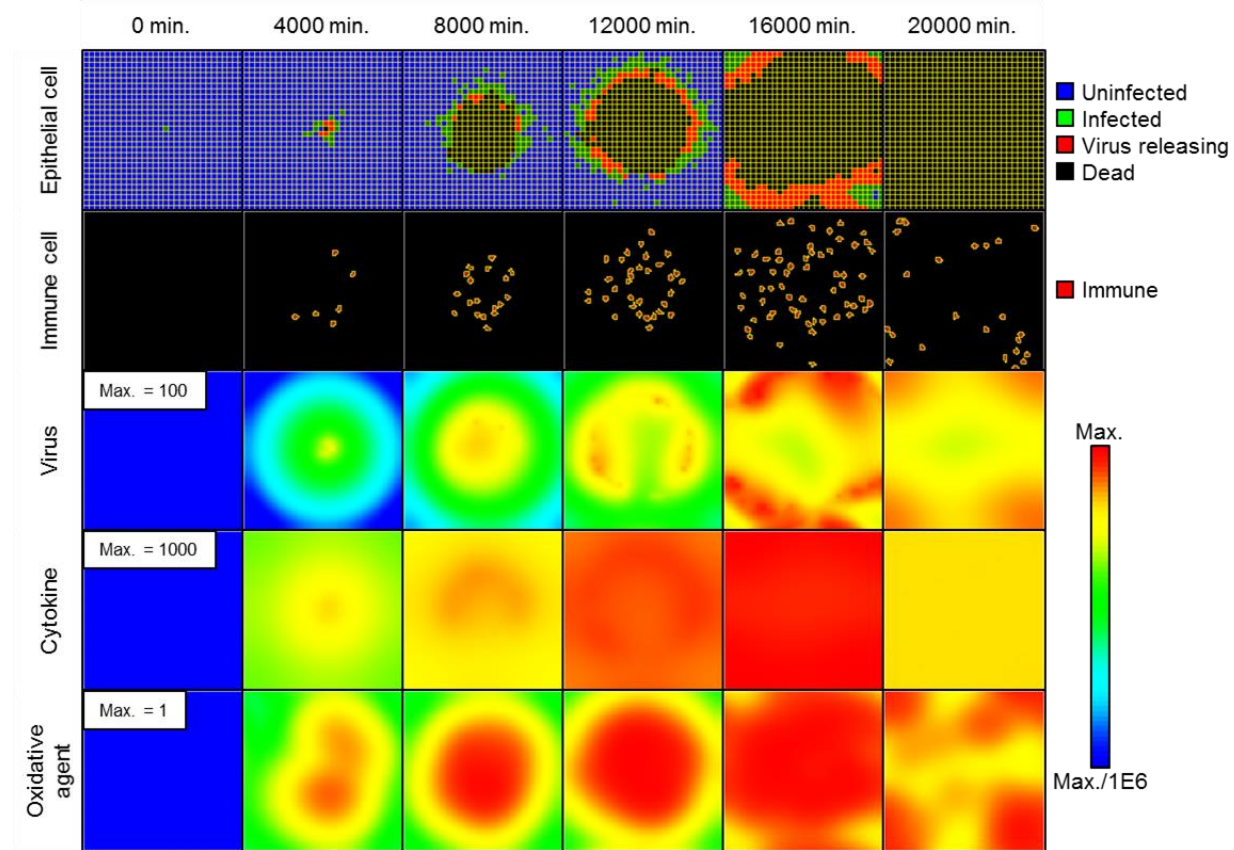 0 min.
4000 min.
8000 min.
12000 min.
16000 min.
20000 min.
Epithelial cell
Uninfected
Infected
Virus releasing
Dead
Immune cell
Immune
Virus
Max. = 100
Max.
Cytokine
Max. = 1000
Max./1E6
Oxidative
agent
Max. = 1